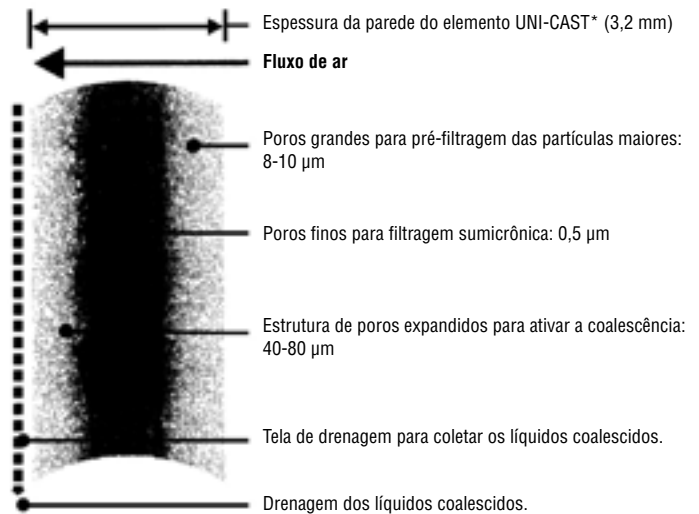 Espessura da parede do elemento UNI-CAST* (3,2 mm)
Fluxo de ar
Poros grandes para pré-filtragem das partículas maiores:
8-10 µm
Poros finos para filtragem sumicrônica: 0,5 µm
Estrutura de poros expandidos para ativar a coalescência:
40-80 µm
Tela de drenagem para coletar os líquidos coalescidos.
Drenagem dos líquidos coalescidos.